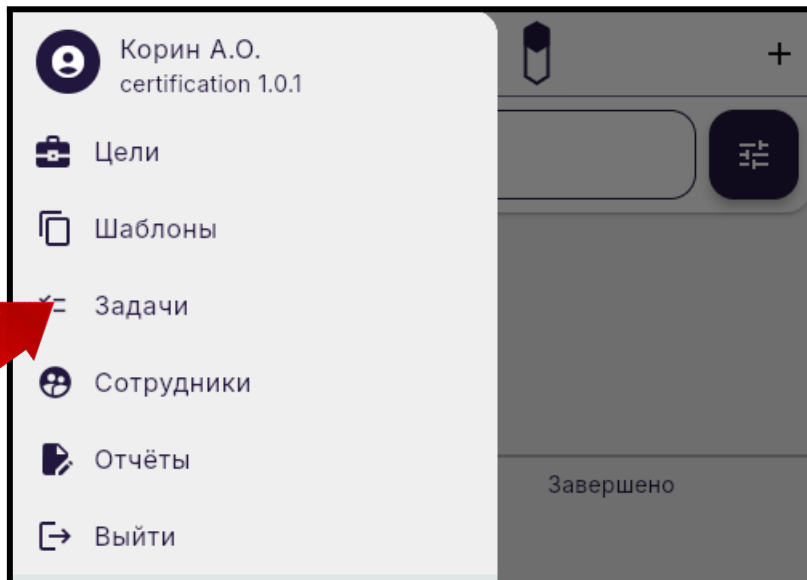 Корин А.О.
certification 1.0.1
Цели
Шаблоны
Задачи
Сотрудники
Отчёты
Выйти
Завершено